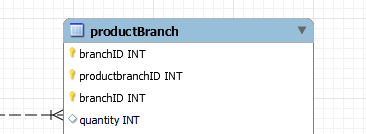 productBranch
branchID INT
productbranchID INT
branchID INT
quantity INT